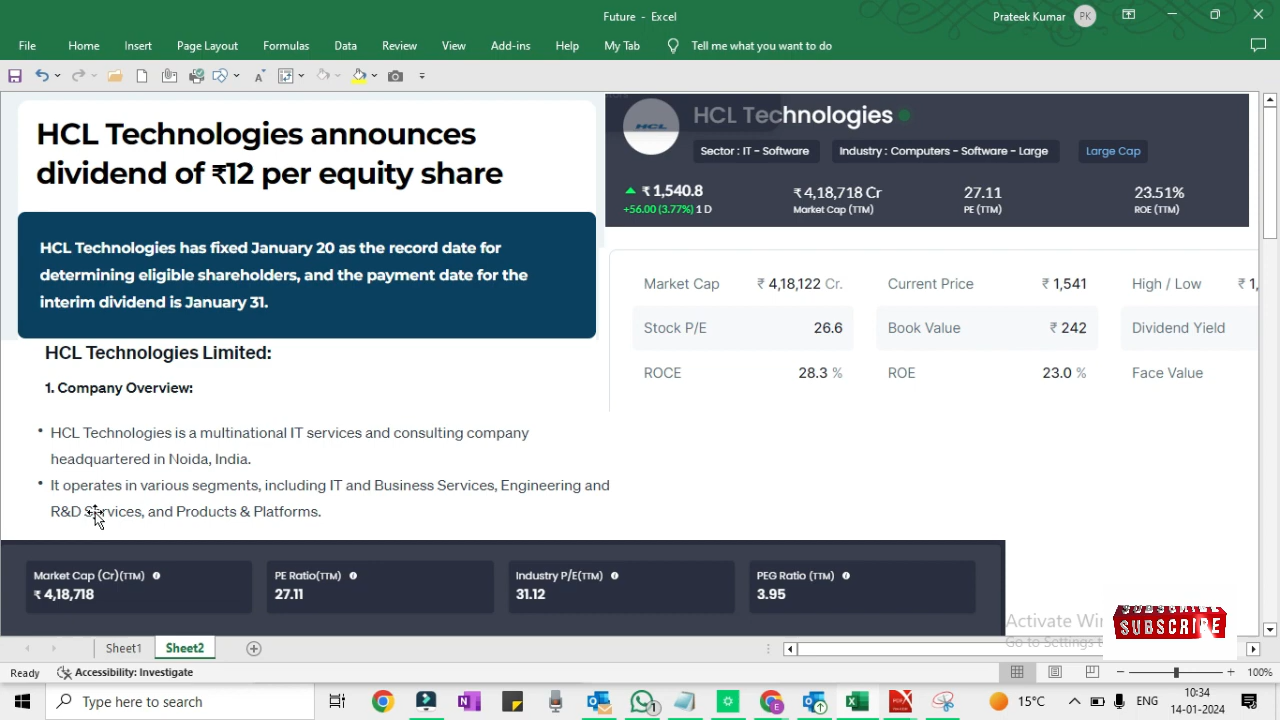 Future - Excel
Prateek Kumar PK
File Home Insert Page Layout Formulas Data Review View Add-ins Help My Tab Tell me what you want to do
HCL Technologies announces
dividend of ₹12 per equity share
HCL Technologies has fixed January 20 as the record date for
determining eligible shareholders, and the payment date for the
interim dividend is January 31.
HCL Technologies Limited:
1. Company Overview:
• HCL Technologies is a multinational IT services and consulting company
headquartered in Noida, India.
• It operates in various segments, including IT and Business Services, Engineering and
R&D Services, and Products & Platforms.
HCL
HCL Technologies
Sector : IT - Software Industry : Computers - Software - Large Large Cap
₹ 1,540.8 ₹ 4,18,718 Cr 27.11 23.51%
+56.00 (3.77%) 1 D Market Cap (TTM) PE (TTM) ROE (TTM)
Market Cap ₹ 4,18,122 Cr. Current Price ₹ 1,541 High / Low ₹ 1,
Stock P/E 26.6 Book Value ₹ 242 Dividend Yield
ROCE 28.3 % ROE 23.0 % Face Value
Market Cap (Cr)(TTM) PE Ratio(TTM) Industry P/E(TTM) PEG Ratio (TTM)
₹ 4,18,718 27.11 31.12 3.95
Activate Win
Go to Settings t
SUBSCRIBE
Sheet1 Sheet2
Ready Accessibility: Investigate 100%
Type here to search
1 15°C ENG 10:34
14-01-2024